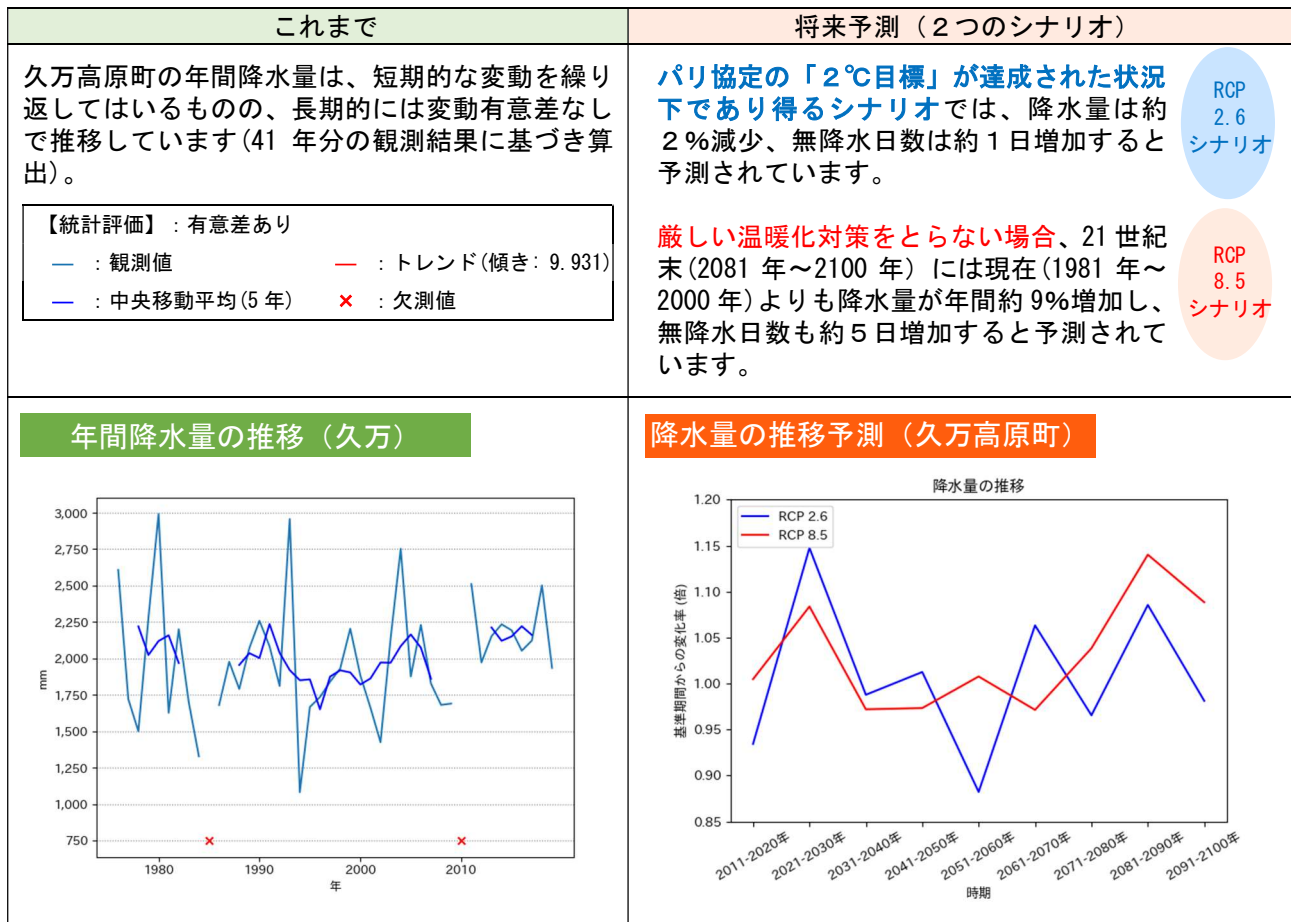 これまで
将来予測（２つのシナリオ）
久万高原町の年間降水量は、短期的な変動を繰り
返してはいるものの、長期的には変動有意差なし
で推移しています(41 年分の観測結果に基づき算
出)。
【統計評価】：有意差あり
― ：観測値
― ：トレンド(傾き: 9.931)
― ：中央移動平均(5 年)
× ：欠測値
パリ協定の「２℃目標」が達成された状況
下であり得るシナリオでは、降水量は約
２％減少、無降水日数は約１日増加すると
予測されています。
RCP
2.6
シナリオ
厳しい温暖化対策をとらない場合、21 世紀
末(2081 年～2100 年) には現在(1981 年～
2000 年)よりも降水量が年間約 9%増加し、
無降水日数も約５日増加すると予測されて
います。
RCP
8.5
シナリオ
年間降水量の推移（久万）
3,000
2,750
2,500
2,250
2,000
1,750
1,500
1,250
1,000
750
mm
1980
1990
2000
2010
年
降水量の推移予測（久万高原町）
降水量の推移
RCP 2.6
RCP 8.5
1.20
1.15
1.10
1.05
1.00
0.95
0.90
0.85
基準期間からの変化率 (倍)
2011-2020年
2021-2030年
2031-2040年
2041-2050年
2051-2060年
2061-2070年
2071-2080年
2081-2090年
2091-2100年
時期